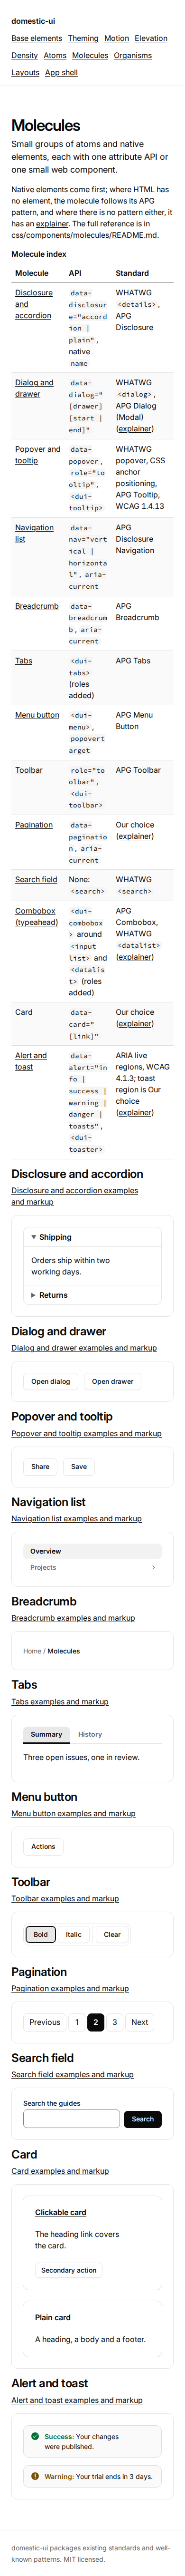 domestic-ui
Base elements Theming Motion Elevation
Density Atoms Molecules Organisms
Layouts App shell
Molecules
Small groups of atoms and native
elements, each with one attribute API or
one small web component.
Native elements come first; where HTML has
no element, the molecule follows its APG
pattern, and where there is no pattern either, it
has an explainer. The full reference is in
css/components/molecules/README.md.
Molecule index
Molecule API Standard
Disclosure
and
accordion
data-
disclosur
e="accor
dion |
plain",
native
name
WHATWG
<details>,
APG
Disclosure
Dialog and
drawer
data-
dialog="
[drawer]
[start |
end]"
WHATWG
<dialog>,
APG Dialog
(Modal)
(explainer)
Popover and
tooltip
data-
popover,
role="to
oltip",
<dui-
tooltip>
WHATWG
popover, CSS
anchor
positioning,
APG Tooltip,
WCAG 1.4.13
Navigation
list
data-
nav="vert
ical |
horizonta
l", aria-
current
APG
Disclosure
Navigation
Breadcrumb
data-
breadcrum
b, aria-
current
APG
Breadcrumb
Tabs
<dui-
tabs>
(roles
added)
APG Tabs
Menu button
<dui-
menu>,
popovert
arget
APG Menu
Button
Toolbar
role="to
olbar",
<dui-
toolbar>
APG Toolbar
Pagination
data-
paginatio
n, aria-
current
Our choice
(explainer)
Search field
None:
<search>
WHATWG
<search>
Combobox
(typeahead)
<dui-
combobox
> around
<input
list> and
<datalis
t> (roles
added)
APG
Combobox,
WHATWG
<datalist>
(explainer)
Card
data-
card="
[link]"
Our choice
(explainer)
Alert and
toast
data-
alert="in
fo |
success |
warning |
danger |
toasts",
<dui-
toaster>
ARIA live
regions, WCAG
4.1.3; toast
region is Our
choice
(explainer)
Disclosure and accordion
Disclosure and accordion examples
and markup
Shipping
Orders ship within two
working days.
Returns
Dialog and drawer
Dialog and drawer examples and markup
Open dialog Open drawer
Popover and tooltip
Popover and tooltip examples and markup
Share Save
Navigation list
Navigation list examples and markup
Overview
Projects
Breadcrumb
Breadcrumb examples and markup
Home / Molecules
Tabs
Tabs examples and markup
Summary History
Three open issues, one in review.
Menu button
Menu button examples and markup
Actions
Toolbar
Toolbar examples and markup
Bold Italic Clear
Pagination
Pagination examples and markup
Previous 1 2 3 Next
Search field
Search field examples and markup
Search the guides
Search
Card
Card examples and markup
Clickable card
The heading link covers
the card.
Secondary action
Plain card
A heading, a body and a footer.
Alert and toast
Alert and toast examples and markup
Success: Your changes
were published.
Warning: Your trial ends in 3 days.
domestic-ui packages existing standards and well-
known patterns. MIT licensed.